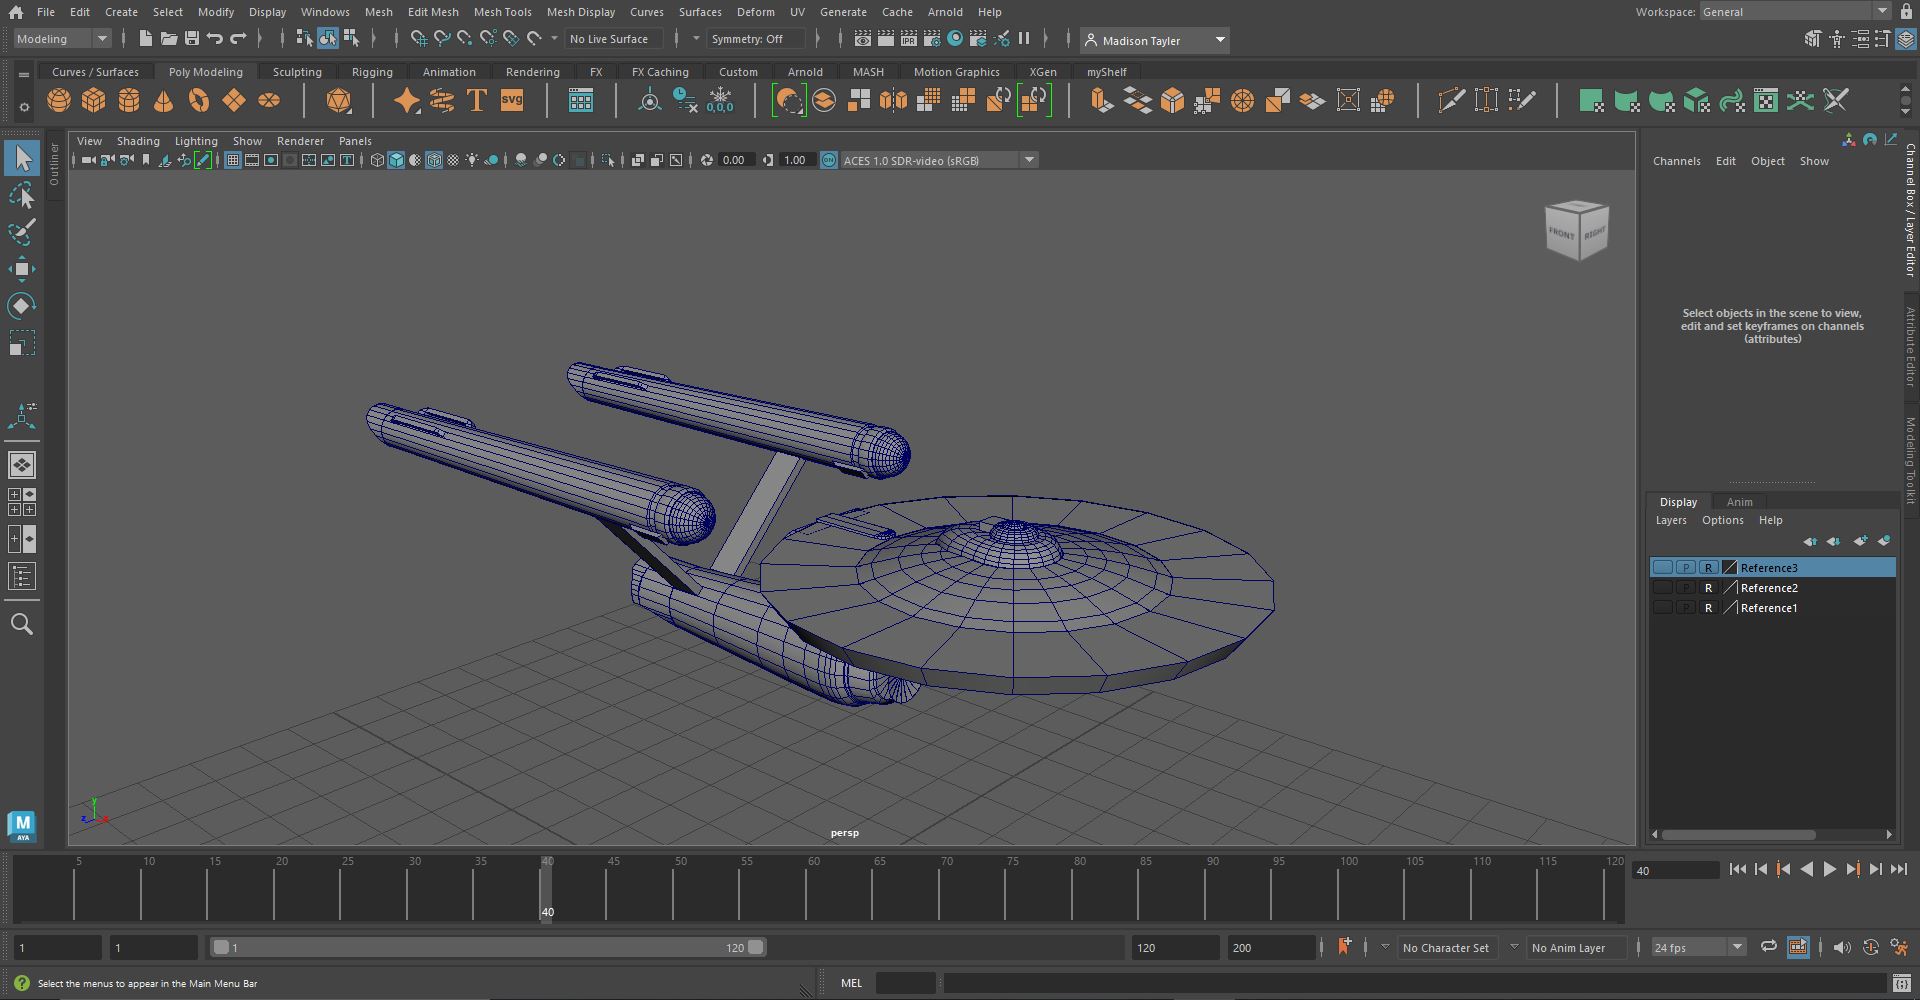 File Edit Create Select Modify Display Windows Mesh Edit Mesh Mesh Tools Mesh Display Curves Surfaces Deform UV Generate Cache Arnold Help Workspace: General
Modeling No Live Surface Symmetry: Off IPR Madison Tayler
Curves / Surfaces Poly Modeling Sculpting Rigging Animation Rendering FX FX Caching Custom Arnold MASH Motion Graphics XGen myShelf
T SVG 0,0,0
View Shading Lighting Show Renderer Panels
0.00 1.00 ON ACES 1.0 SDR-video (sRGB)
Outliner
FRONT RIGHT
persp
y
z x
Channels Edit Object Show
Select objects in the scene to view,
edit and set keyframes on channels
(attributes)
Display Anim
Layers Options Help
P R Reference3
P R Reference2
P R Reference1
Channel Box / Layer Editor
Attribute Editor
Modeling Toolkit
M
AYA
5 10 15 20 25 30 35 40 45 50 55 60 65 70 75 80 85 90 95 100 105 110 115 120
40
40
1 1 1 120 120 200 No Character Set No Anim Layer 24 fps
? Select the menus to appear in the Main Menu Bar MEL